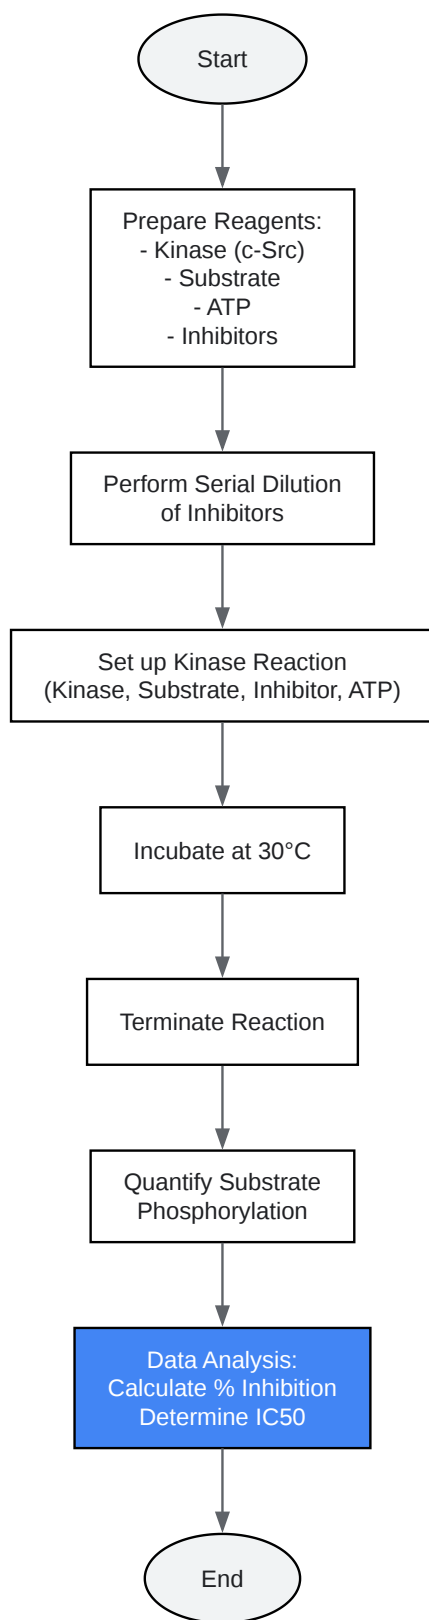 Start
Prepare Reagents:
- Kinase (c-Src)
- Substrate
- ATP
- Inhibitors
Perform Serial Dilution
of Inhibitors
Set up Kinase Reaction
(Kinase, Substrate, Inhibitor, ATP)
Incubate at 30°C
Terminate Reaction
Quantify Substrate
Phosphorylation
Data Analysis:
Calculate % Inhibition
Determine IC50
End